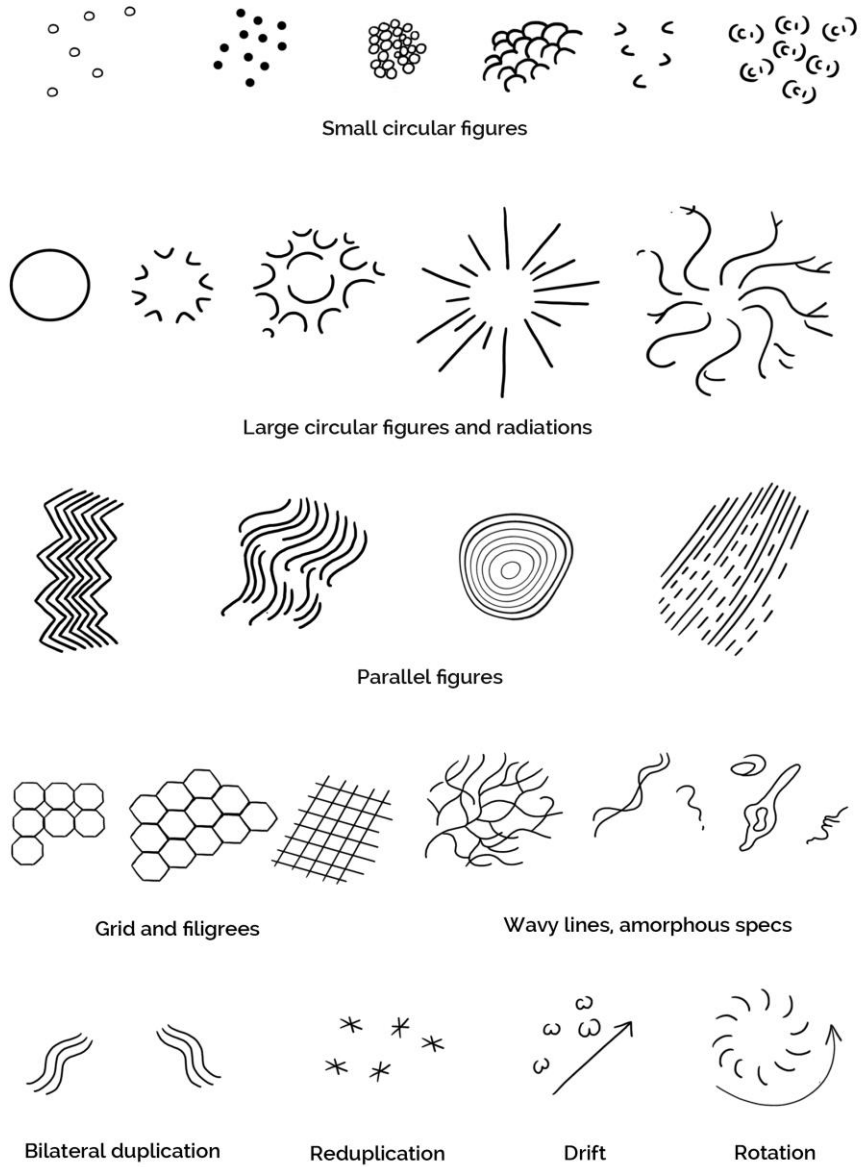 Small circular figures
Large circular figures and radiations
Parallel figures
Grid and filigrees
Wavy lines, amorphous specs
Bilateral duplication
Reduplication
Drift
Rotation